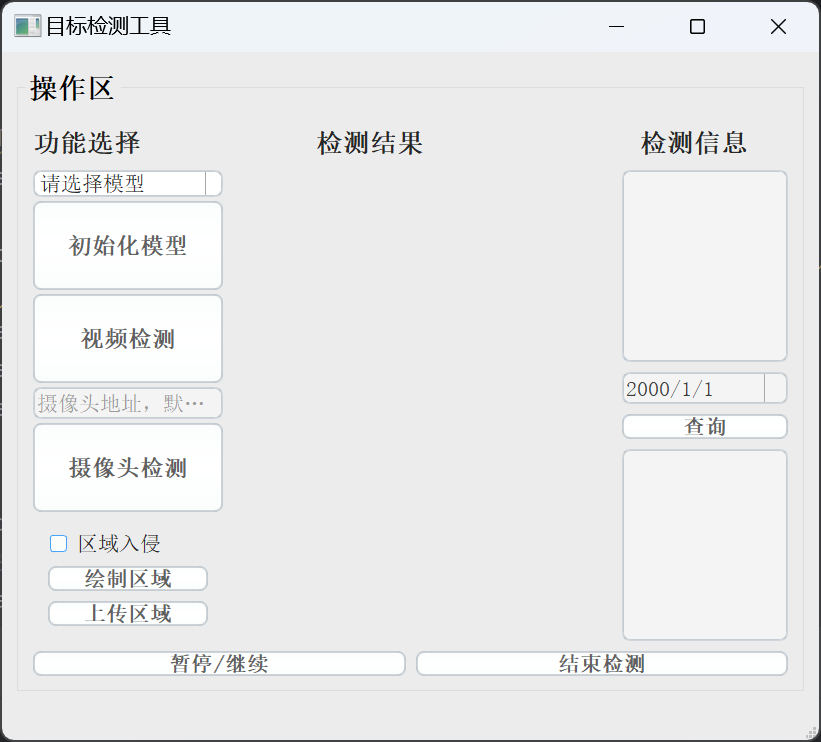 目标检测工具
操作区
功能选择
检测结果
检测信息
请选择模型
初始化模型
视频检测
摄像头地址，默…
摄像头检测
区域入侵
绘制区域
上传区域
2000/1/1
查询
暂停/继续
结束检测